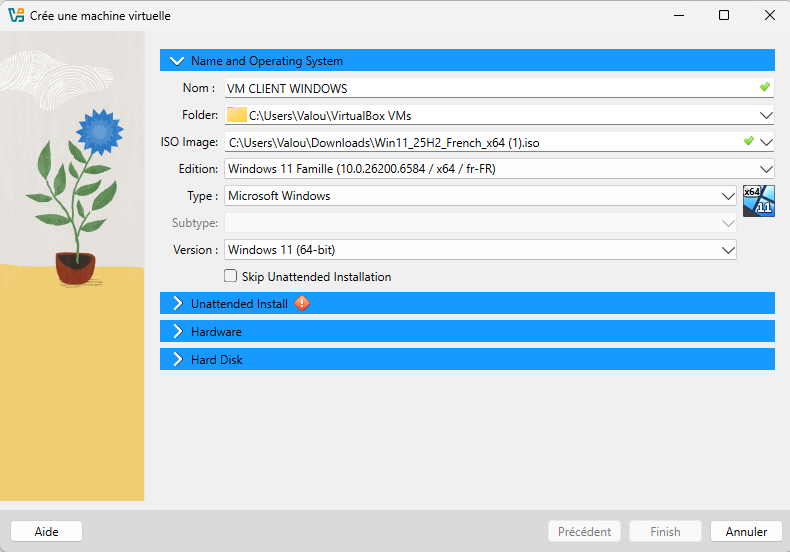 Crée une machine virtuelle
Name and Operating System
Nom : VM CLIENT WINDOWS
Folder: C:\Users\Valou\VirtualBox VMs
ISO Image: C:\Users\Valou\Downloads\Win11_25H2_French_x64 (1).iso
Edition: Windows 11 Famille (10.0.26200.6584 / x64 / fr-FR)
Type : Microsoft Windows
x64
11
Subtype:
Version : Windows 11 (64-bit)
Skip Unattended Installation
Unattended Install
Hardware
Hard Disk
Aide Précédent Finish Annuler